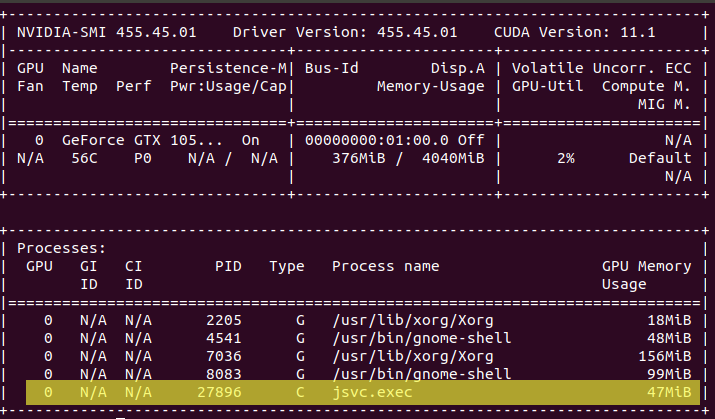 +-----------------------------------------------------------------------------+
| NVIDIA-SMI 455.45.01    Driver Version: 455.45.01    CUDA Version: 11.1     |
|-------------------------------+----------------------+----------------------+
| GPU  Name        Persistence-M| Bus-Id        Disp.A | Volatile Uncorr. ECC |
| Fan  Temp  Perf  Pwr:Usage/Cap|         Memory-Usage | GPU-Util  Compute M. |
|                               |                      |               MIG M. |
|===============================+======================+======================|
|   0  GeForce GTX 105...  On   | 00000000:01:00.0 Off |                  N/A |
| N/A   56C    P0    N/A /  N/A |    376MiB /  4040MiB |      2%      Default |
|                               |                      |                  N/A |
+-------------------------------+----------------------+----------------------+
+-----------------------------------------------------------------------------+
| Processes:                                                                  |
|  GPU   GI   CI        PID   Type   Process name                  GPU Memory |
|        ID   ID                                                   Usage      |
|=============================================================================|
|    0   N/A  N/A      2205      G   /usr/lib/xorg/Xorg                 18MiB |
|    0   N/A  N/A      4541      G   /usr/bin/gnome-shell               48MiB |
|    0   N/A  N/A      7036      G   /usr/lib/xorg/Xorg                156MiB |
|    0   N/A  N/A      8083      G   /usr/bin/gnome-shell               99MiB |
|    0   N/A  N/A     27896      C   jsvc.exec                          47MiB |
+-----------------------------------------------------------------------------+